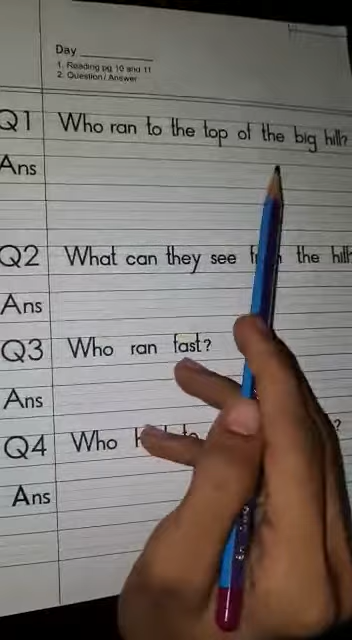 Day
1. Reading pg 10 and 11
2. Question/Answer
Q1 Who ran to the top of the big hill?
Ans
Q2 What can they see the hill
Ans
Q3 Who ran fast?
Ans
Q4 Who to ?
Ans